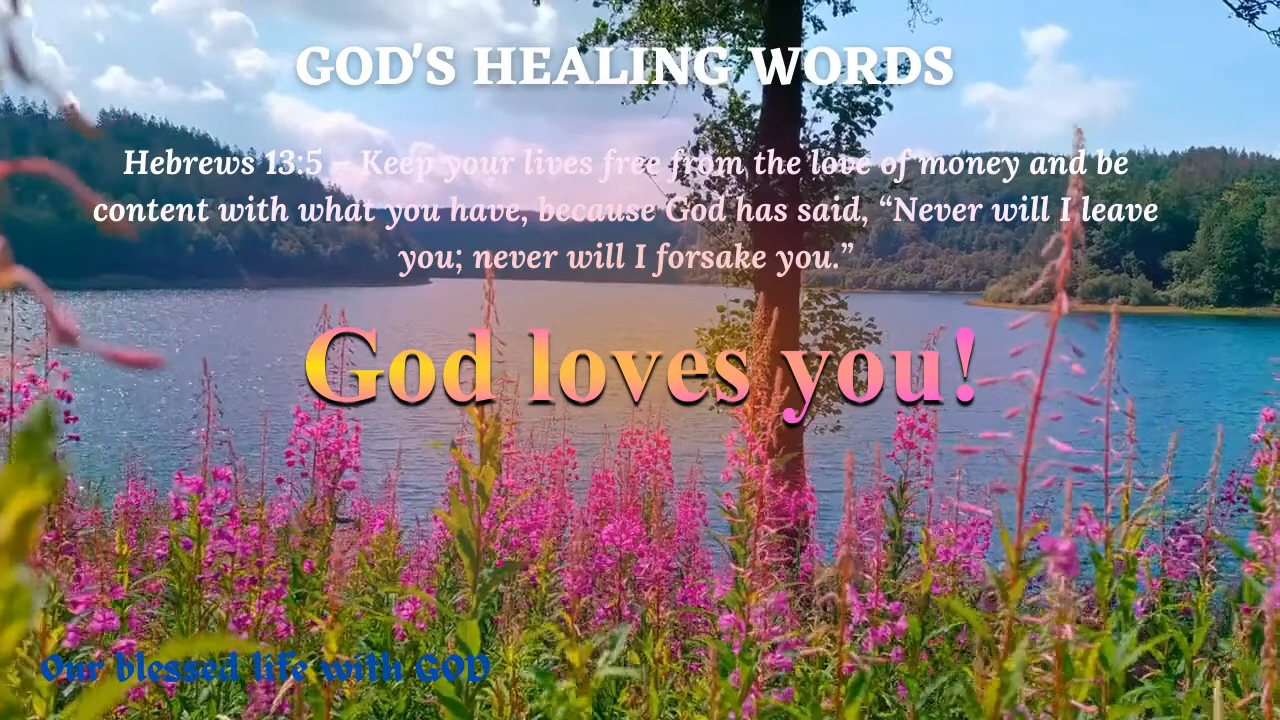 GOD'S HEALING WORDS
Hebrews 13:5 – Keep your lives free from the love of money and be
content with what you have, because God has said, “Never will I leave
you; never will I forsake you.”
God loves you!
Our blessed life with GOD